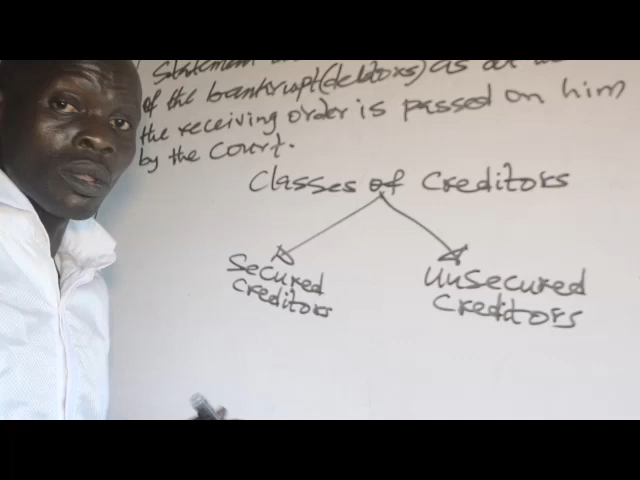 Statement
of the bankrupt(debtors) as at
the receiving order is passed on him
by the court.
Classes of Creditors
Secured
Creditors
UnSecured
Creditors